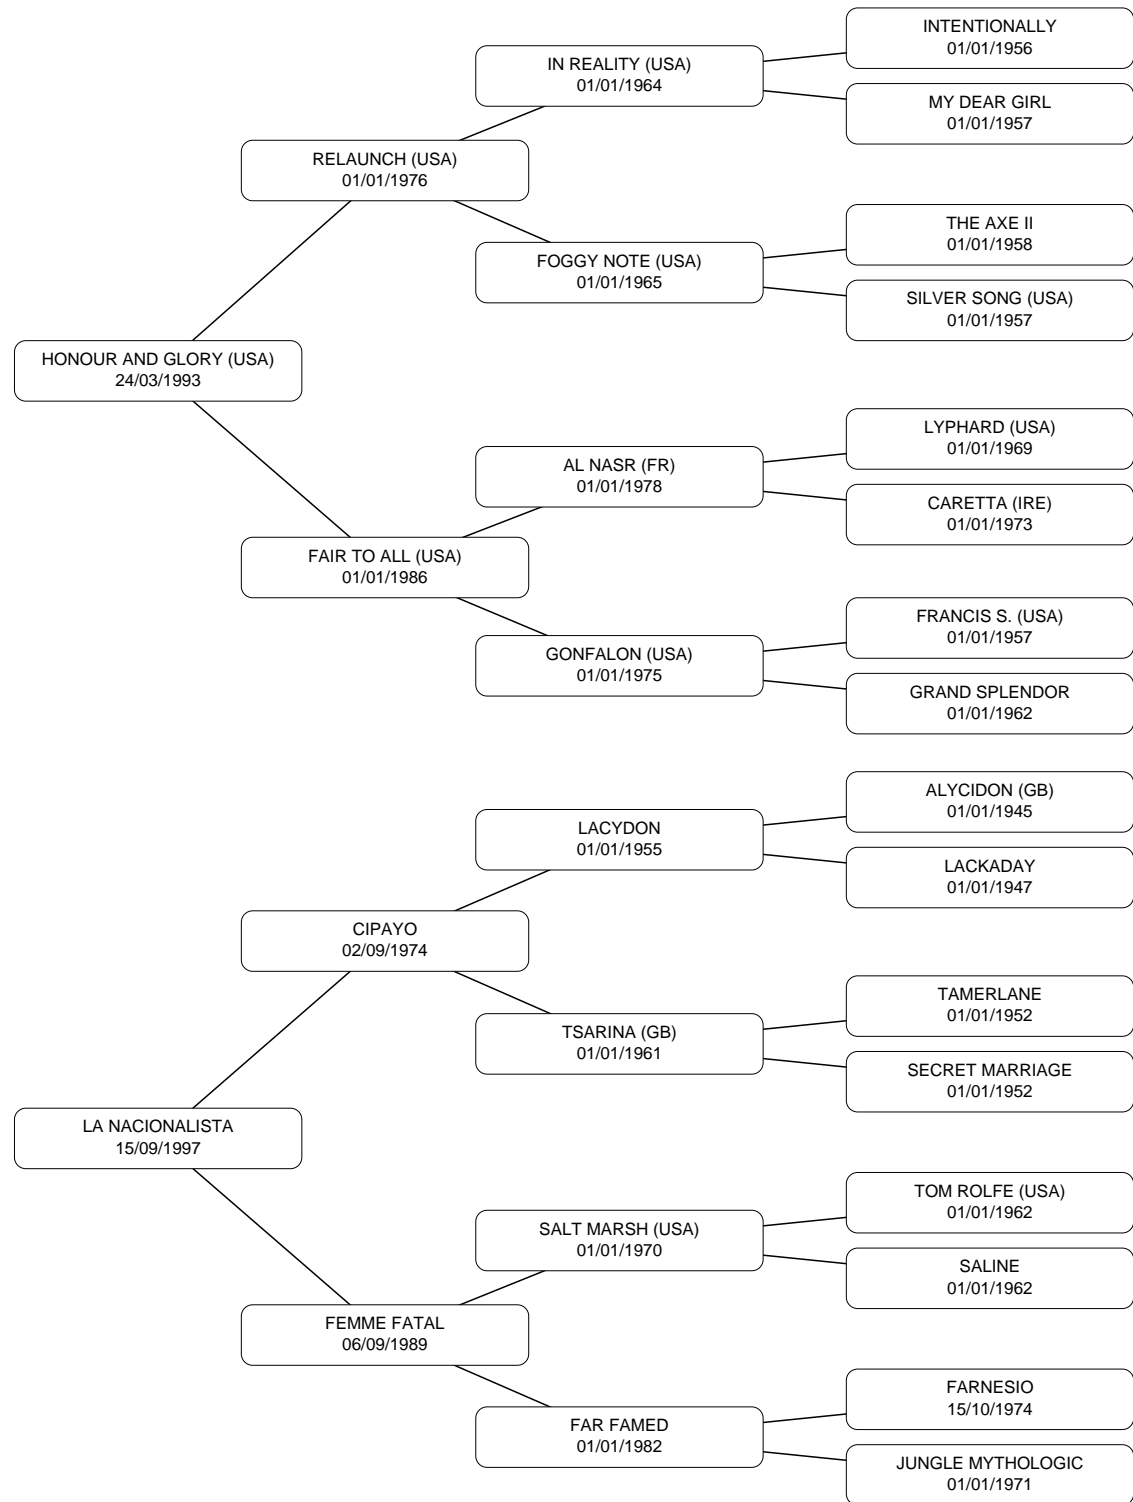 INTENTIONALLY
01/01/1956
IN REALITY (USA)
01/01/1964
MY DEAR GIRL
01/01/1957
RELAUNCH (USA)
01/01/1976
THE AXE II
01/01/1958
FOGGY NOTE (USA)
01/01/1965
SILVER SONG (USA)
01/01/1957
HONOUR AND GLORY (USA)
24/03/1993
LYPHARD (USA)
01/01/1969
AL NASR (FR)
01/01/1978
CARETTA (IRE)
01/01/1973
FAIR TO ALL (USA)
01/01/1986
FRANCIS S. (USA)
01/01/1957
GONFALON (USA)
01/01/1975
GRAND SPLENDOR
01/01/1962
ALYCIDON (GB)
01/01/1945
LACYDON
01/01/1955
LACKADAY
01/01/1947
CIPAYO
02/09/1974
TAMERLANE
01/01/1952
TSARINA (GB)
01/01/1961
SECRET MARRIAGE
01/01/1952
LA NACIONALISTA
15/09/1997
TOM ROLFE (USA)
01/01/1962
SALT MARSH (USA)
01/01/1970
SALINE
01/01/1962
FEMME FATAL
06/09/1989
FARNESIO
15/10/1974
FAR FAMED
01/01/1982
JUNGLE MYTHOLOGIC
01/01/1971